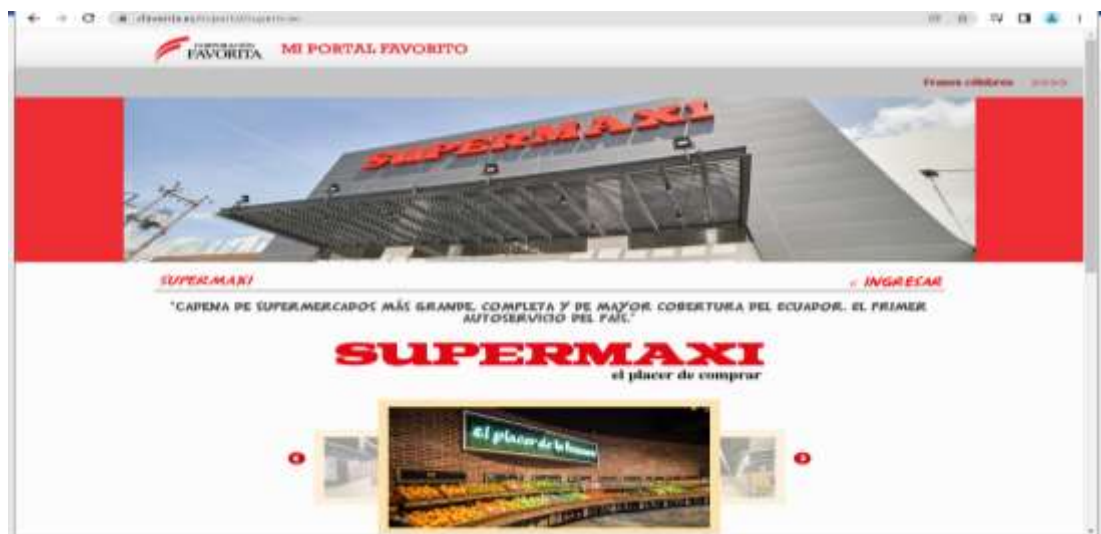 CORPORACIÓN
FAVORITA
MI PORTAL FAVORITO
Frases célebres
SUPERMAXI
SUPERMAXI
« INGRESAR
"CADENA DE SUPERMERCADOS MÁS GRANDE, COMPLETA Y DE MAYOR COBERTURA DEL ECUADOR. EL PRIMER
AUTOSERVICIO DEL PAÍS."
SUPERMAXI
el placer de comprar
El placer de la